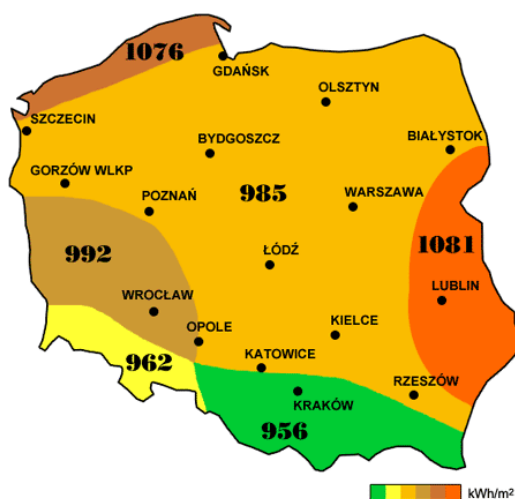 1076
GDAŃSK
OLSZTYN
SZCZECIN
BYDGOSZCZ
BIAŁYSTOK
GORZÓW WLKP
POZNAŃ
985
WARSZAWA
992
1081
ŁÓDŹ
WROCŁAW
LUBLIN
OPOLE
KIELCE
962
KATOWICE
RZESZÓW
KRAKÓW
956
kWh/m²